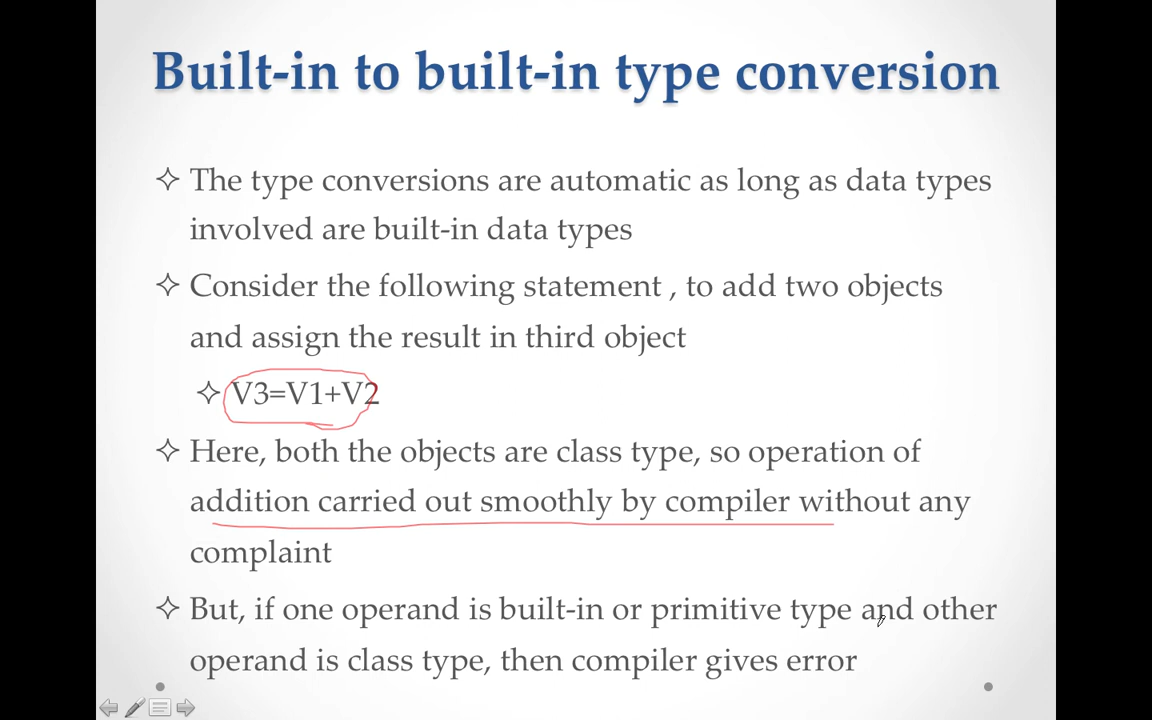 Built-in to built-in type conversion
The type conversions are automatic as long as data types
involved are built-in data types
Consider the following statement , to add two objects
and assign the result in third object
V3=V1+V2
Here, both the objects are class type, so operation of
addition carried out smoothly by compiler without any
complaint
But, if one operand is built-in or primitive type and other
operand is class type, then compiler gives error